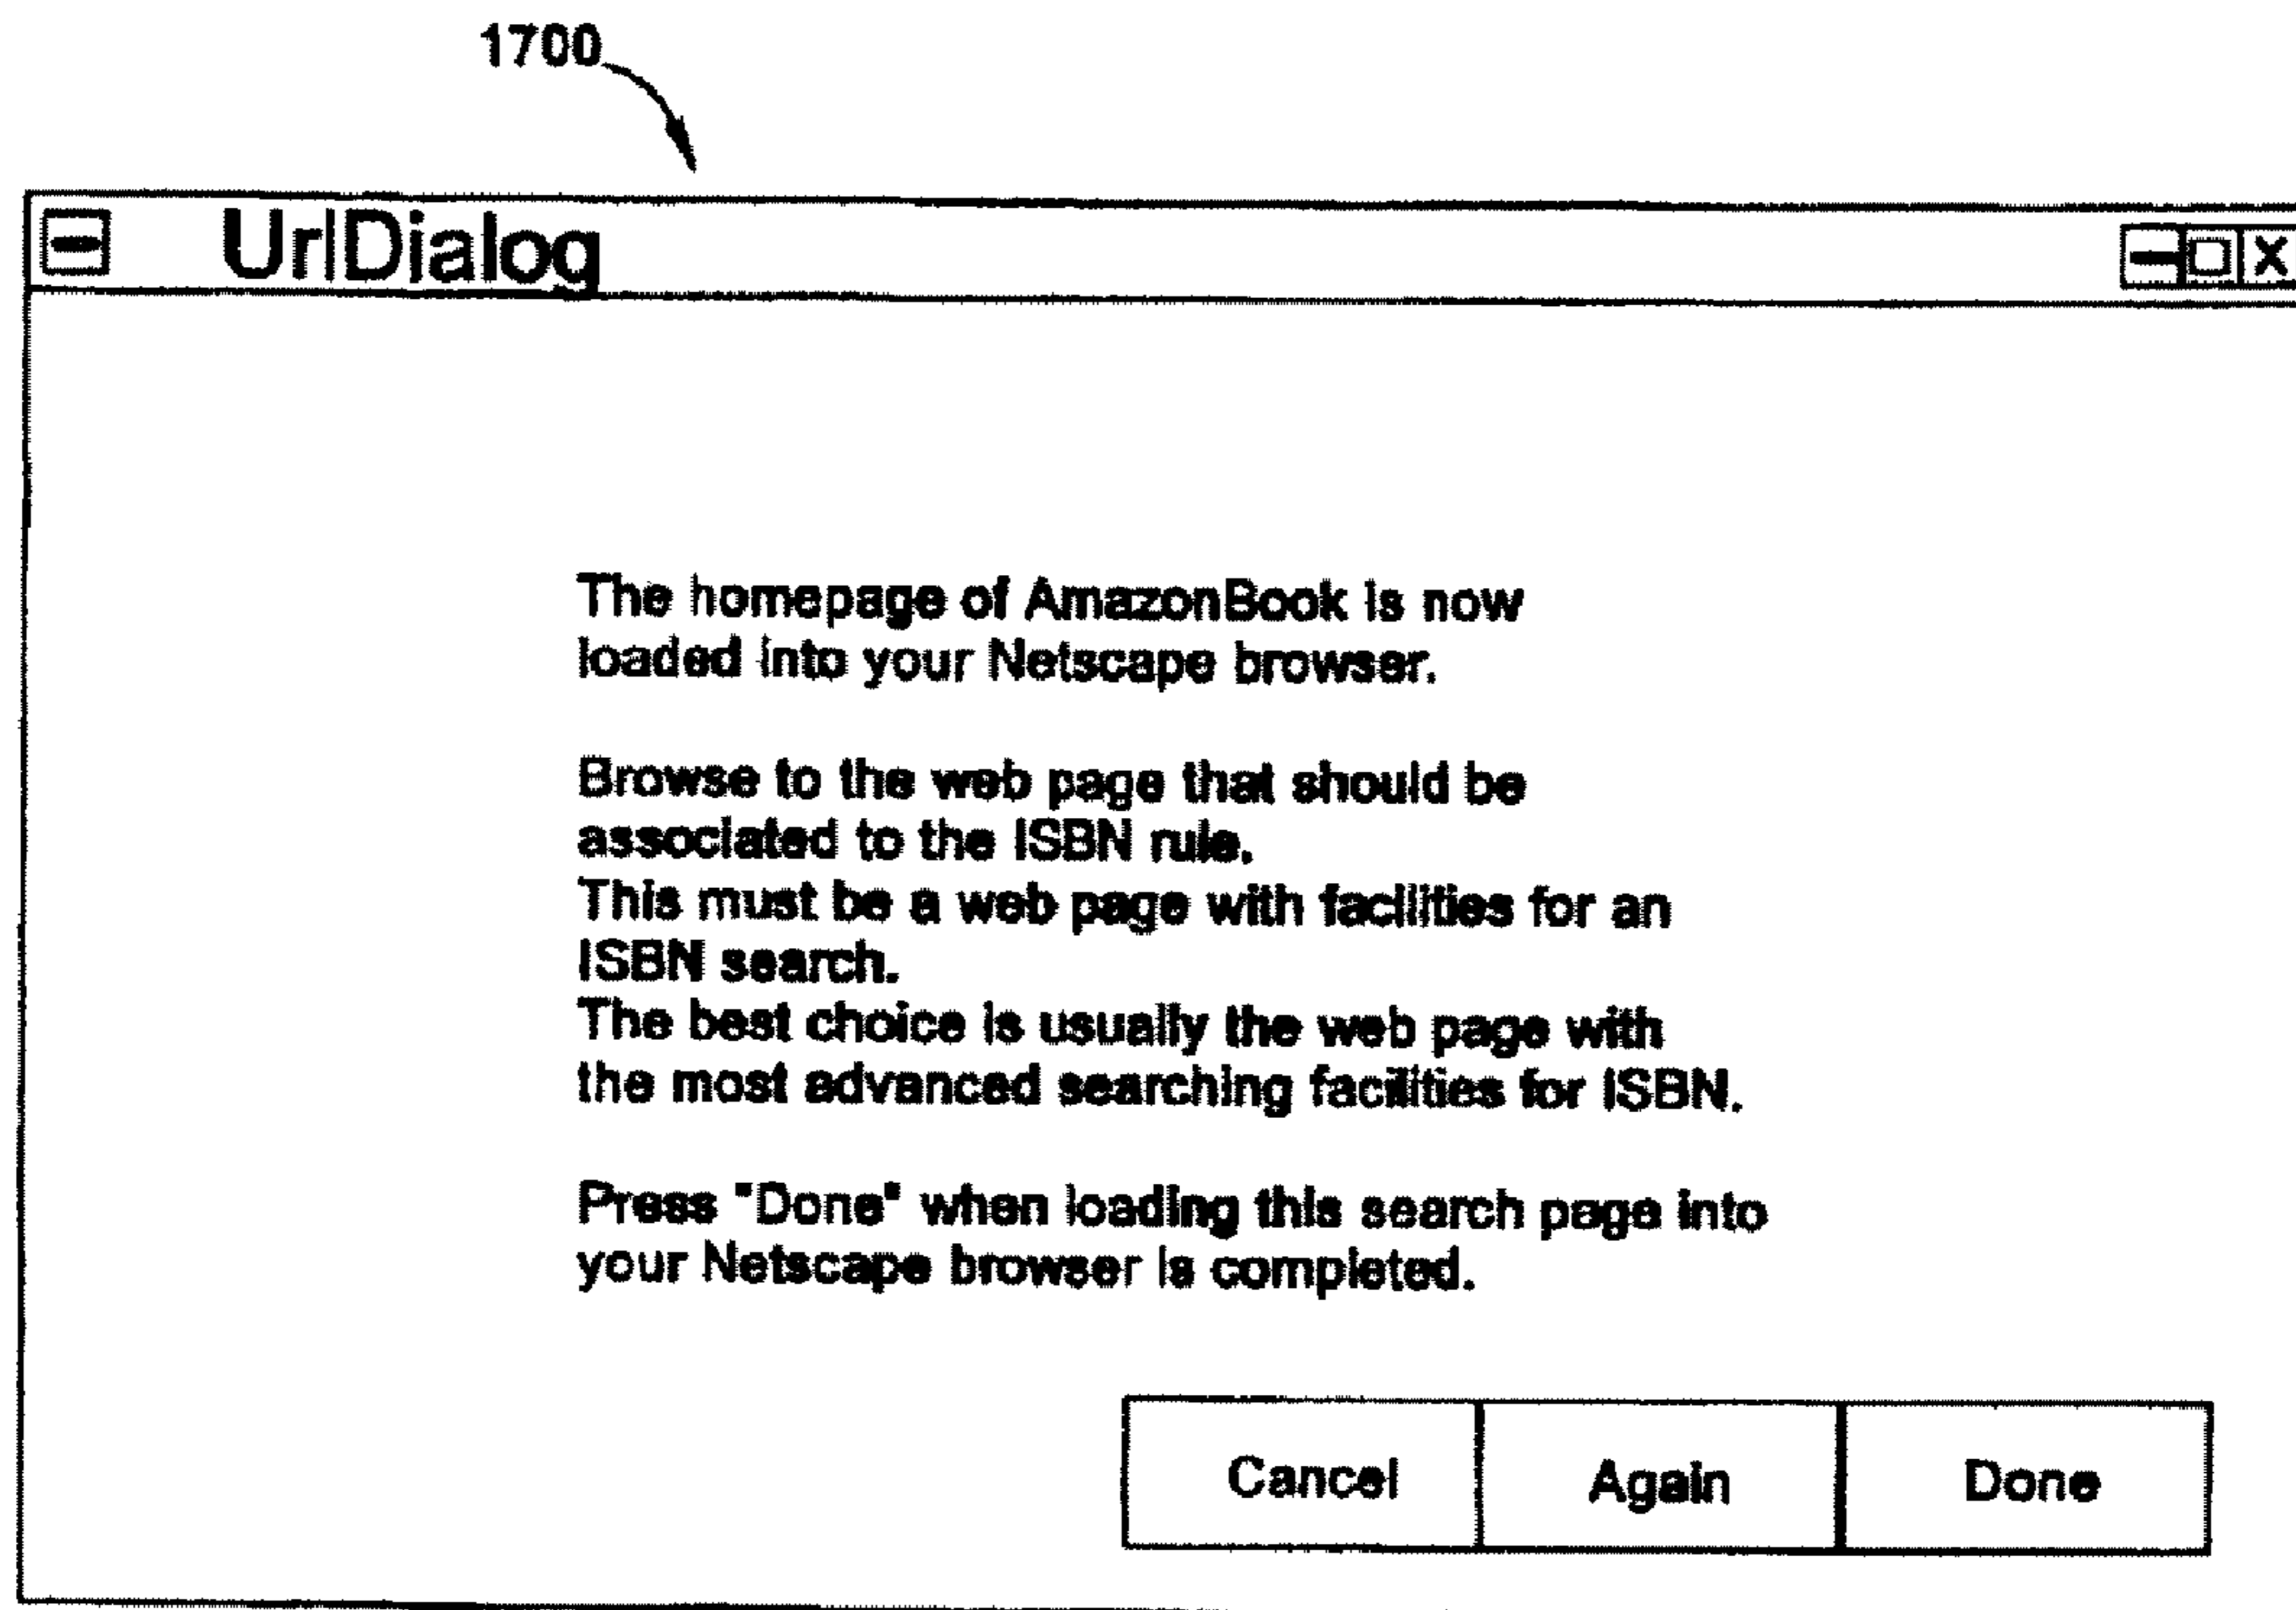 1700
UrlDialog
The homepage of AmazonBook is now
loaded into your Netscape browser.
Browse to the web page that should be
associated to the ISBN rule.
This must be a web page with facilities for an
ISBN search.
The best choice is usually the web page with
the most advanced searching facilities for ISBN.
Press "Done" when loading this search page into
your Netscape browser is completed.
Cancel Again Done